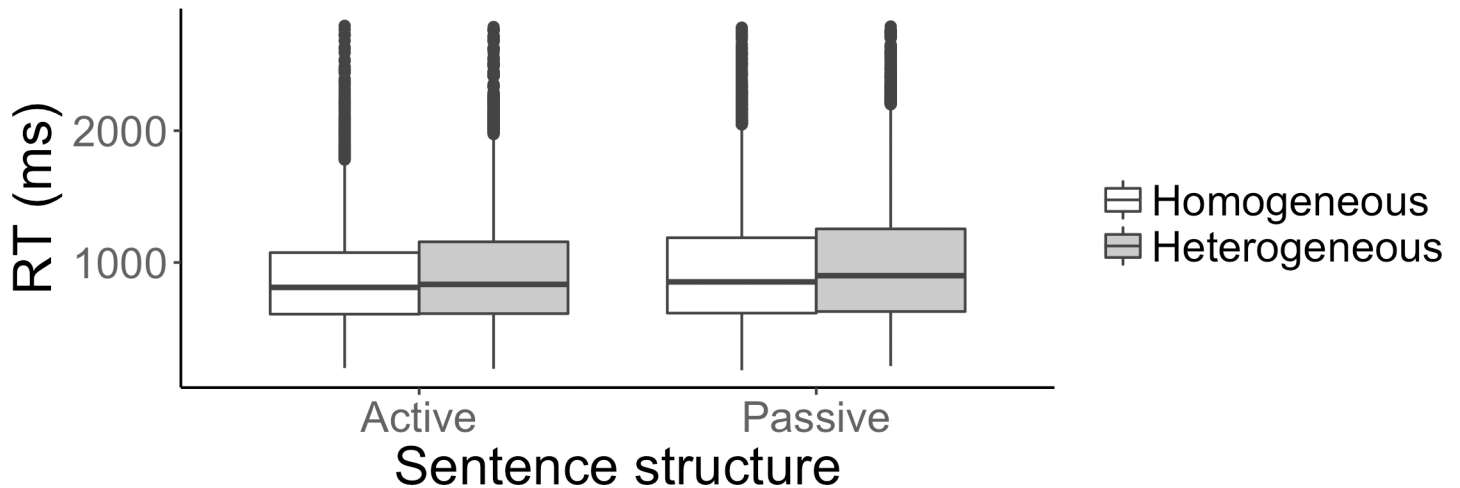 RT (ms)
2000
1000
Active
Passive
Sentence structure
Homogeneous
Heterogeneous